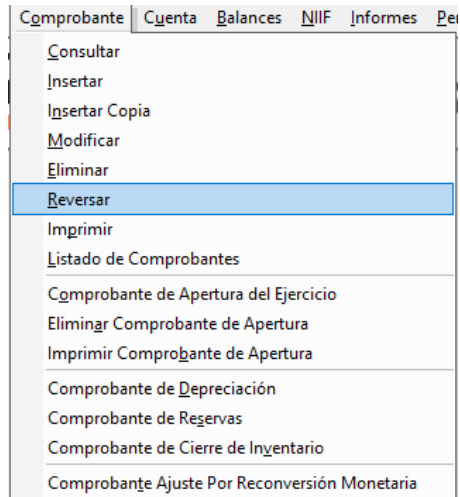 Comprobante Cuenta Balances NIIF Informes
Consultar
Insertar
Insertar Copia
Modificar
Eliminar
Reversar
Imprimir
Listado de Comprobantes
Comprobante de Apertura del Ejercicio
Eliminar Comprobante de Apertura
Imprimir Comprobante de Apertura
Comprobante de Depreciación
Comprobante de Reservas
Comprobante de Cierre de Inventario
Comprobante Ajuste Por Reconversión Monetaria